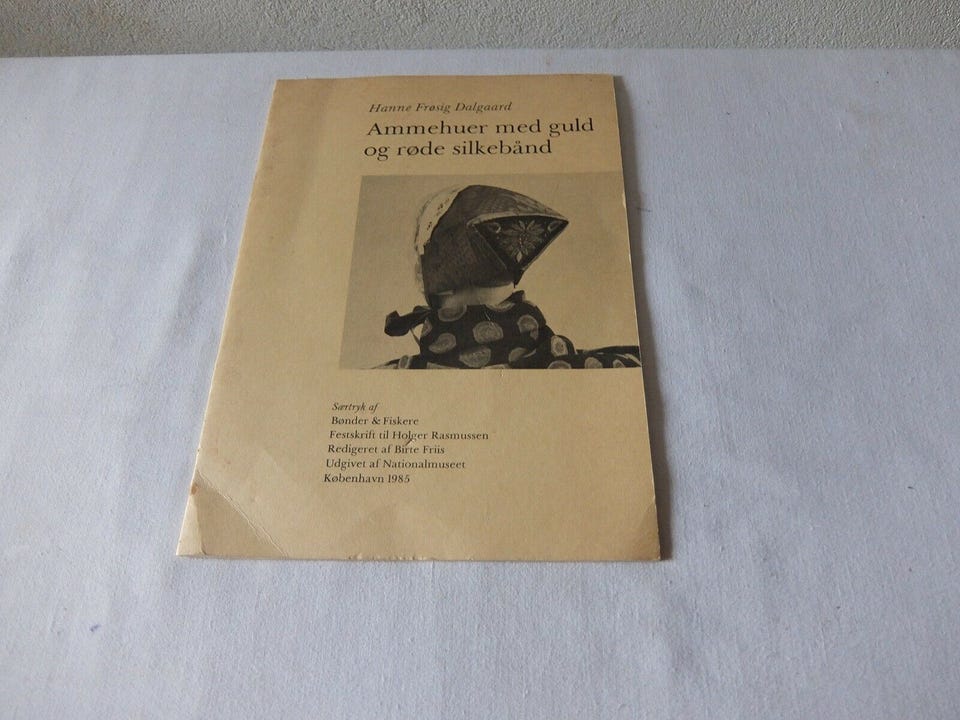 Hanne Frøsig Dalgaard
Ammehuer med guld
og røde silkebånd
Særtryk af
Bønder & Fiskere
Festskrift til Holger Rasmussen
Redigeret af Birte Friis
Udgivet af Nationalmuseet
København 1985